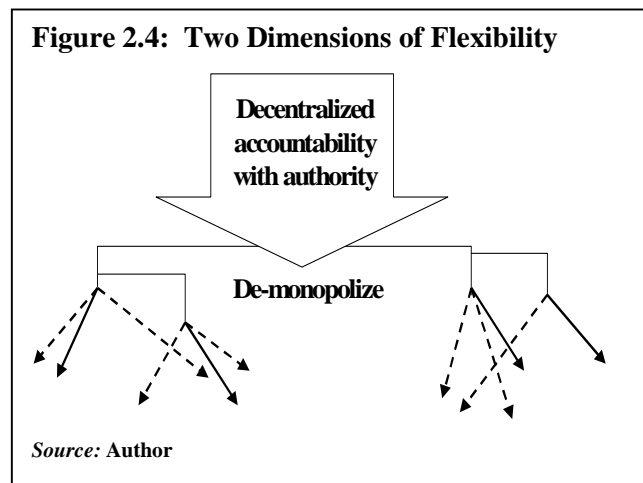 Figure 2.4: Two Dimensions of Flexibility
Decentralized
accountability
with authority
De-monopolize
Source: Author